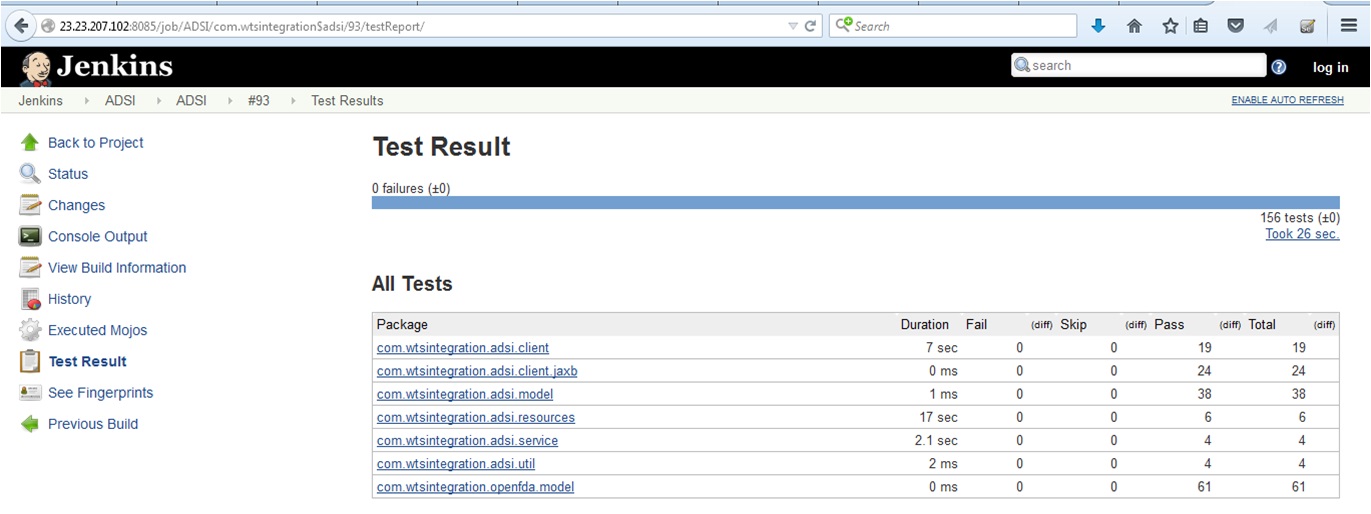 23.23.207.102:8085/job/ADSI/com.wtsintegration$adsi/93/testReport/
Search
Jenkins
search
log in
Jenkins ADSI ADSI #93 Test Results
ENABLE AUTO REFRESH
Back to Project
Status
Changes
Console Output
View Build Information
History
Executed Mojos
Test Result
See Fingerprints
Previous Build
Test Result
0 failures (±0)
156 tests (±0)
Took 26 sec.
All Tests
Package Duration Fail (diff) Skip (diff) Pass (diff) Total (diff)
com.wtsintegration.adsi.client 7 sec 0 0 19 19
com.wtsintegration.adsi.client.jaxb 0 ms 0 0 24 24
com.wtsintegration.adsi.model 1 ms 0 0 38 38
com.wtsintegration.adsi.resources 17 sec 0 0 6 6
com.wtsintegration.adsi.service 2.1 sec 0 0 4 4
com.wtsintegration.adsi.util 2 ms 0 0 4 4
com.wtsintegration.openfda.model 0 ms 0 0 61 61